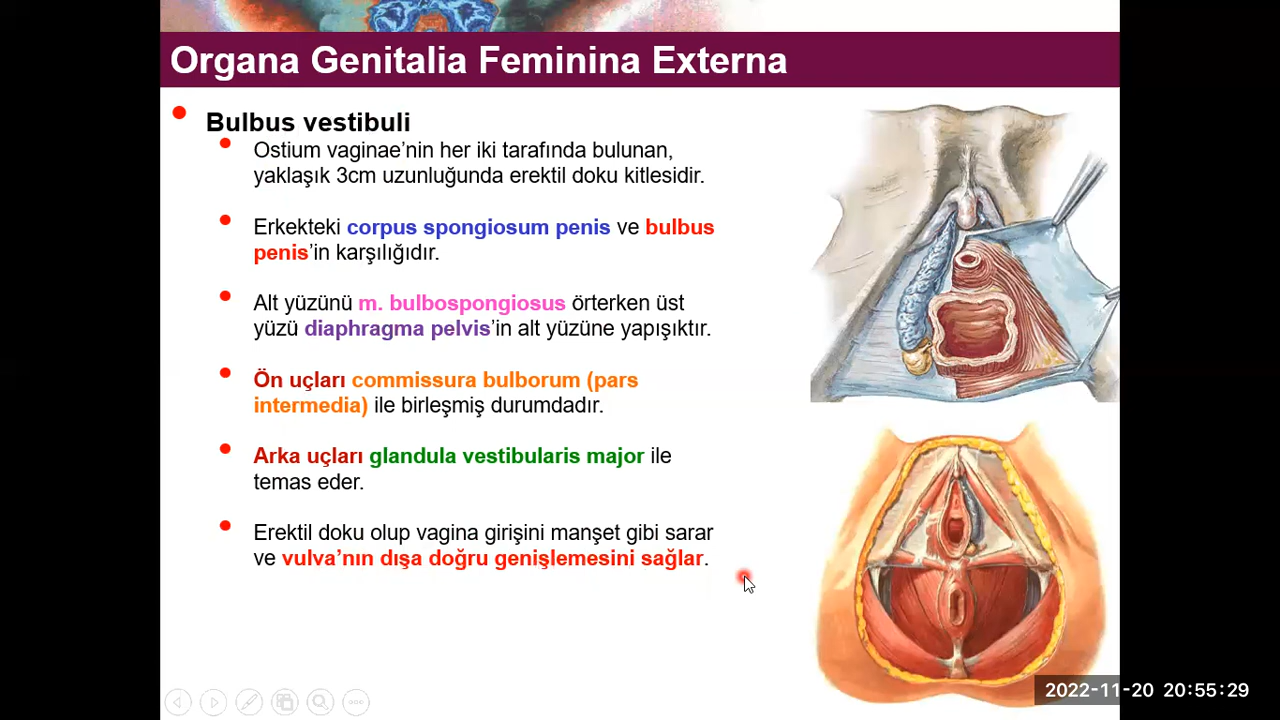 Organa Genitalia Feminina Externa
Bulbus vestibuli
Ostium vaginae’nin her iki tarafında bulunan,
yaklaşık 3cm uzunluğunda erektil doku kitlesidir.
Erkekteki corpus spongiosum penis ve bulbus
penis’in karşılığıdır.
Alt yüzünü m. bulbospongiosus örterken üst
yüzü diaphragma pelvis’in alt yüzüne yapışıktır.
Ön uçları commissura bulborum (pars
intermedia) ile birleşmiş durumdadır.
Arka uçları glandula vestibularis major ile
temas eder.
Erektil doku olup vagina girişini manşet gibi sarar
ve vulva’nın dışa doğru genişlemesini sağlar.
2022-11-20 20:55:29